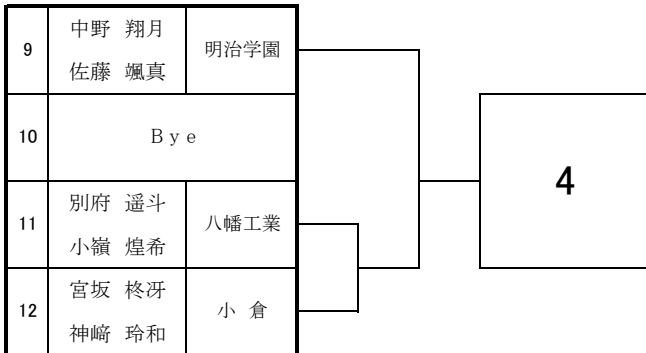 9 中野 翔月 明治学園
佐藤 颯真
10 Bye
11 別府 遥斗 八幡工業
小嶺 煌希
12 宮坂 柊冴 小倉
神﨑 玲和
4